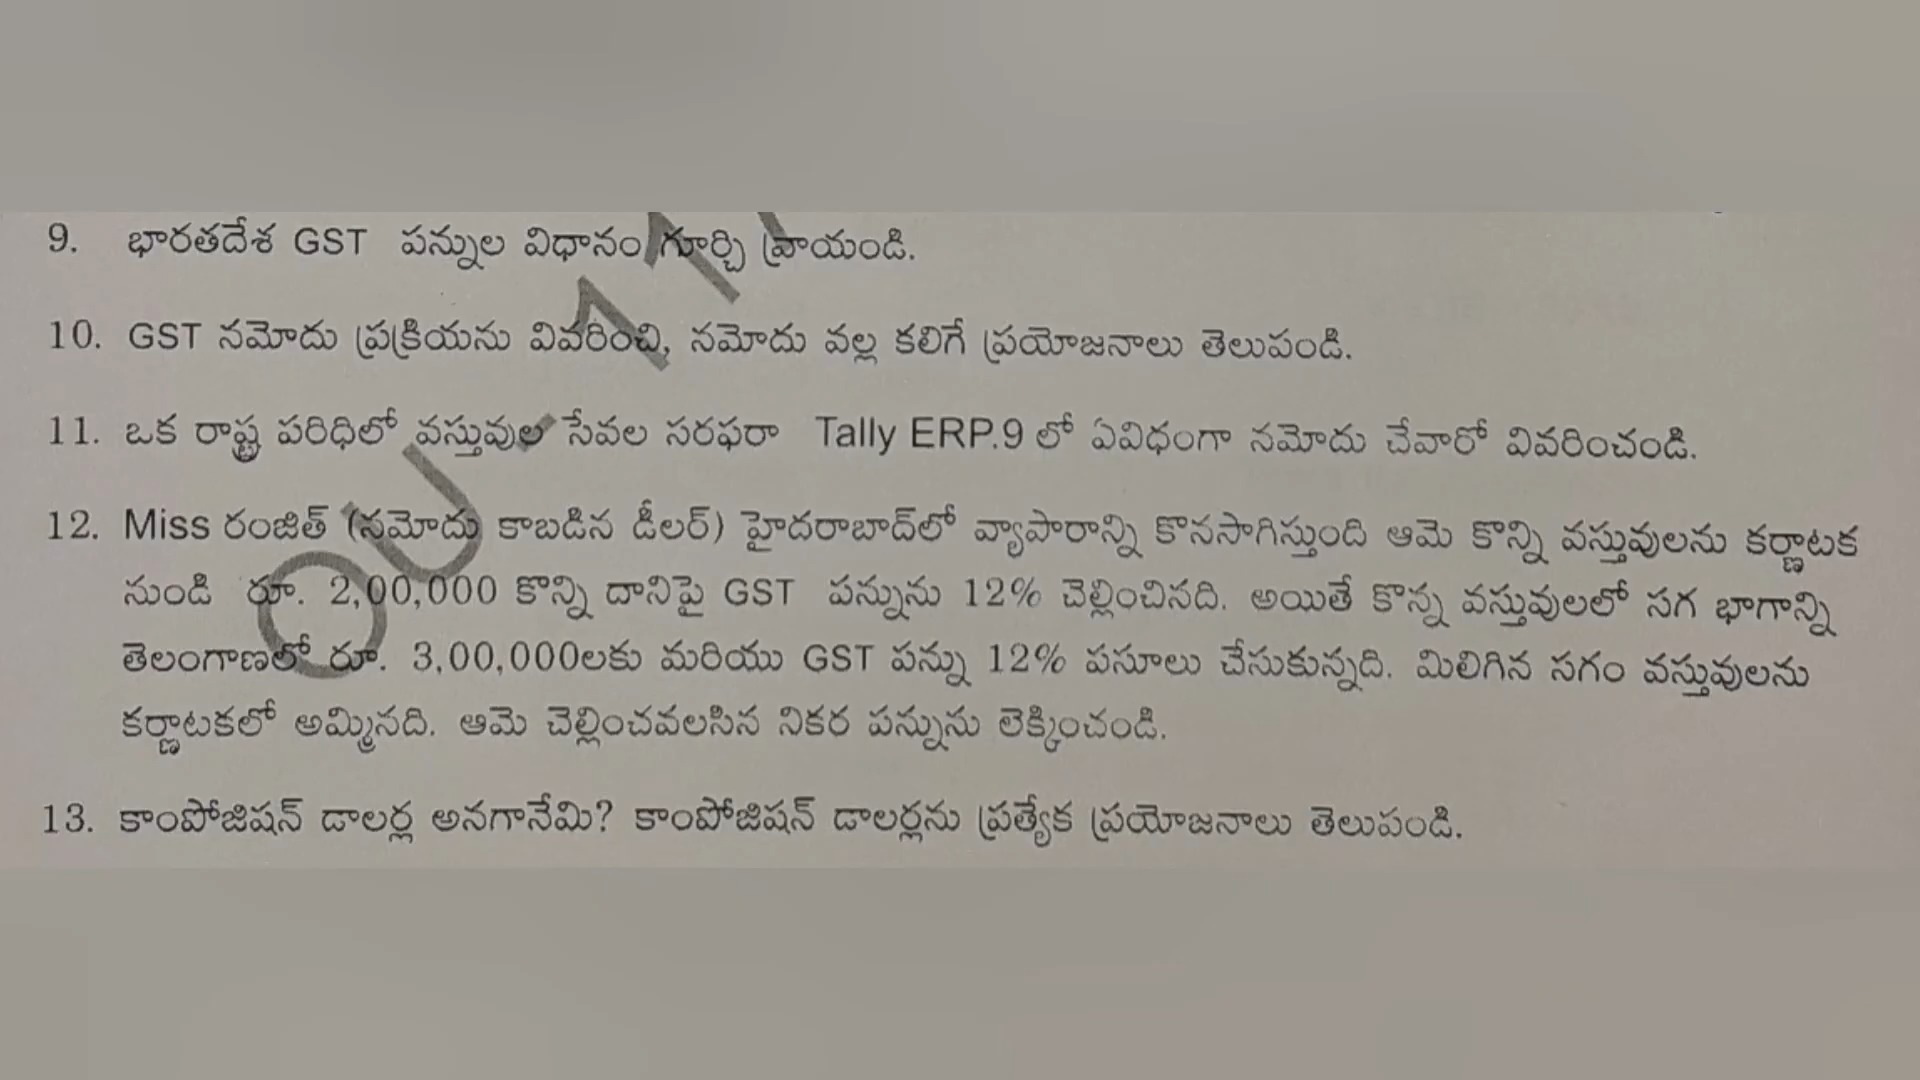 9. భారతదేశ GST పన్నుల విధానం గూర్చి వ్రాయండి.
10. GST నమోదు ప్రక్రియను వివరించి, నమోదు వల్ల కలిగే ప్రయోజనాలు తెలుపండి.
11. ఒక రాష్ట్ర పరిధిలో వస్తువుల సేవల సరఫరా Tally ERP.9 లో ఏవిధంగా నమోదు చేవారో వివరించండి.
12. Miss రంజిత్ (నమోదు కాబడిన డీలర్) హైదరాబాద్‌లో వ్యాపారాన్ని కొనసాగిస్తుంది ఆమె కొన్ని వస్తువులను కర్ణాటక
నుండి రూ. 2,00,000 కొన్ని దానిపై GST పన్నును 12% చెల్లించినది. అయితే కొన్న వస్తువులలో సగ భాగాన్ని
తెలంగాణలో రూ. 3,00,000లకు మరియు GST పన్ను 12% పసూలు చేసుకున్నది. మిలిగిన సగం వస్తువులను
కర్ణాటకలో అమ్మినది. ఆమె చెల్లించవలసిన నికర పన్నును లెక్కించండి.
13. కాంపోజిషన్ డాలర్ల అనగానేమి? కాంపోజిషన్ డాలర్లను ప్రత్యేక ప్రయోజనాలు తెలుపండి.